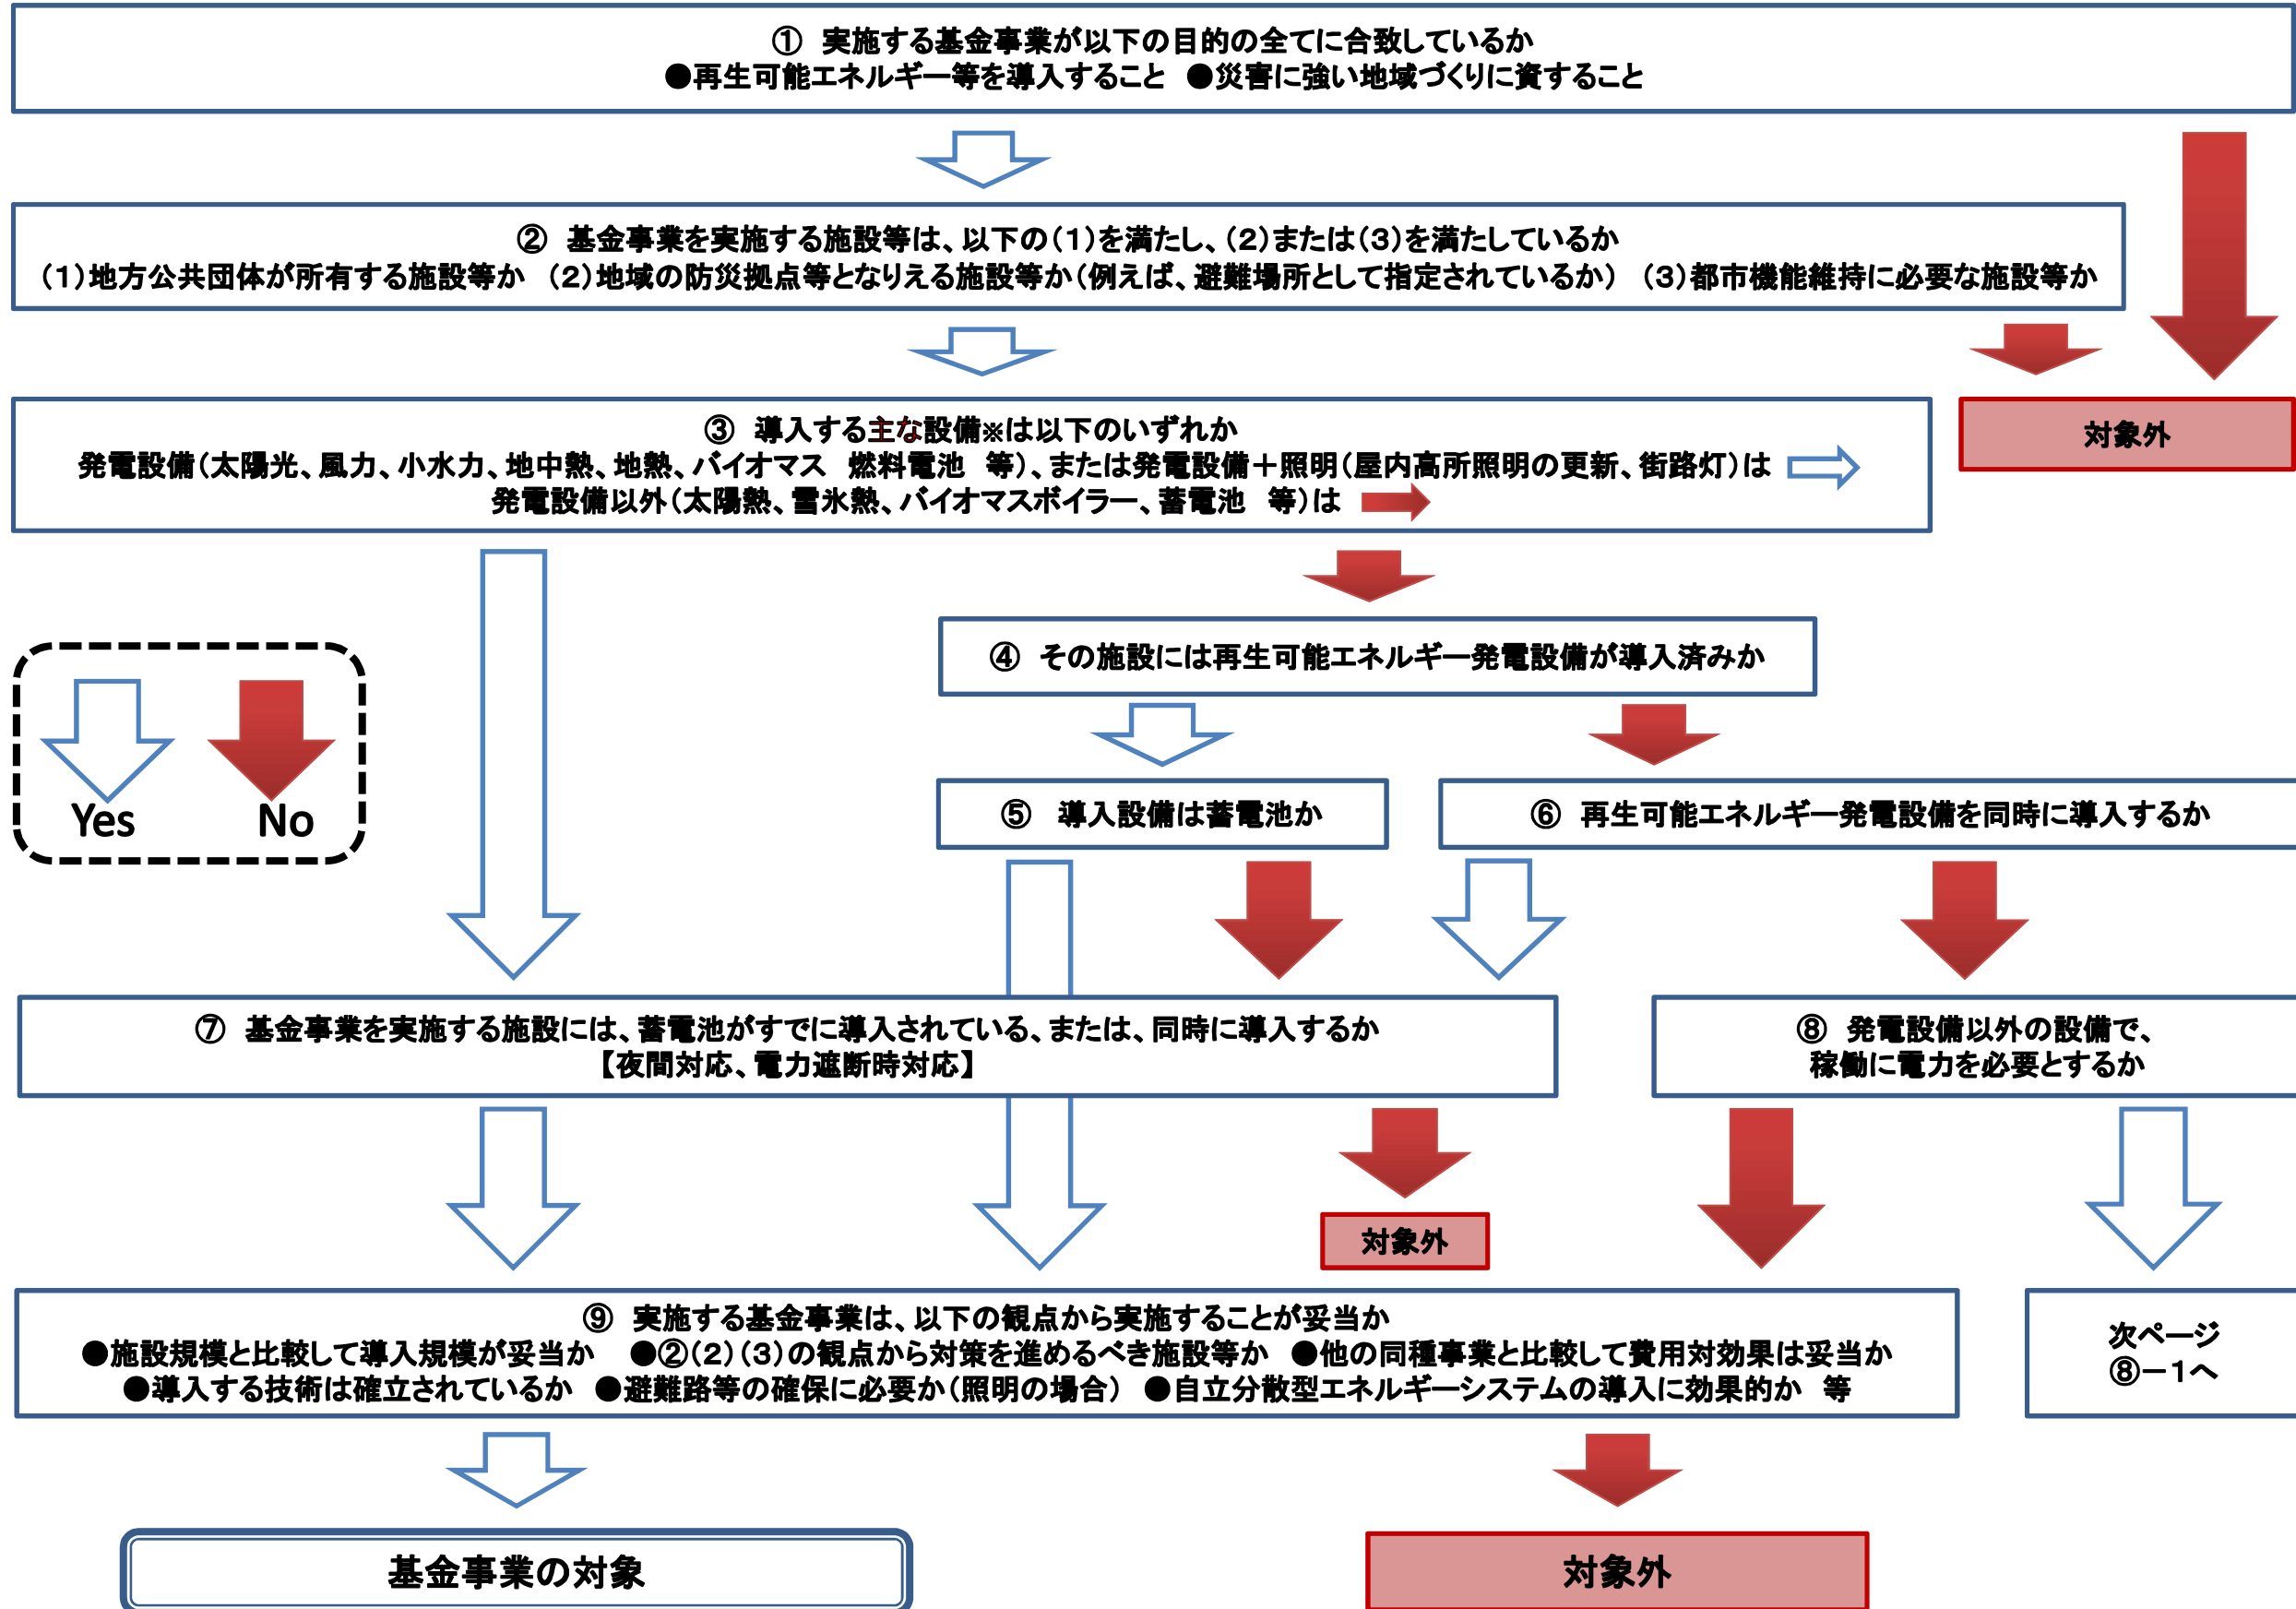 ① 実施する基金事業が以下の目的の全てに合致しているか
●再生可能エネルギー等を導入すること ●災害に強い地域づくりに資すること
② 基金事業を実施する施設等は、以下の（１）を満たし、（２）または（３）を満たしているか
（１）地方公共団体が所有する施設等か （２）地域の防災拠点等となりえる施設等か（例えば、避難場所として指定されているか） （３）都市機能維持に必要な施設等か
③ 導入する主な設備※は以下のいずれか
発電設備（太陽光、風力、小水力、地中熱、地熱、バイオマス 燃料電池 等）、または発電設備＋照明（屋内高所照明の更新、街路灯）は
発電設備以外（太陽熱、雪氷熱、バイオマスボイラー、蓄電池 等）は
対象外
④ その施設には再生可能エネルギー発電設備が導入済みか
Yes No
⑤ 導入設備は蓄電池か
⑥ 再生可能エネルギー発電設備を同時に導入するか
⑦ 基金事業を実施する施設には、蓄電池がすでに導入されている、または、同時に導入するか
【夜間対応、電力遮断時対応】
⑧ 発電設備以外の設備で、
稼働に電力を必要とするか
対象外
⑨ 実施する基金事業は、以下の観点から実施することが妥当か
●施設規模と比較して導入規模が妥当か ●②（２）（３）の観点から対策を進めるべき施設等か ●他の同種事業と比較して費用対効果は妥当か
●導入する技術は確立されているか ●避難路等の確保に必要か（照明の場合） ●自立分散型エネルギーシステムの導入に効果的か 等
次ページ
⑧－１へ
基金事業の対象
対象外